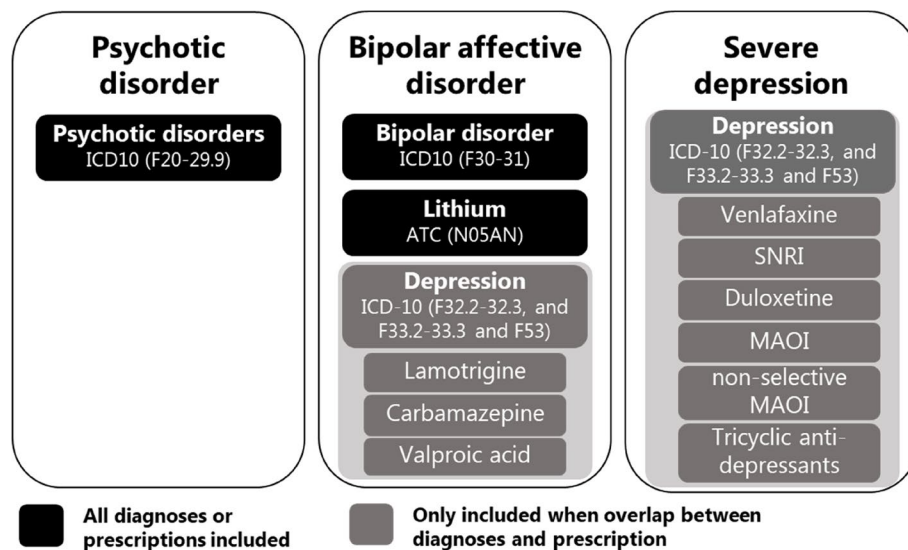 Psychotic
disorder
Psychotic disorders
ICD10 (F20-29.9)
Bipolar affective
disorder
Bipolar disorder
ICD10 (F30-31)
Lithium
ATC (N05AN)
Depression
ICD-10 (F32.2-32.3, and
F33.2-33.3 and F53)
Lamotrigine
Carbamazepine
Valproic acid
Severe
depression
Depression
ICD-10 (F32.2-32.3, and
F33.2-33.3 and F53)
Venlafaxine
SNRI
Duloxetine
MAOI
non-selective
MAOI
Tricyclic anti-
depressants
All diagnoses or
prescriptions included
Only included when overlap between
diagnoses and prescription